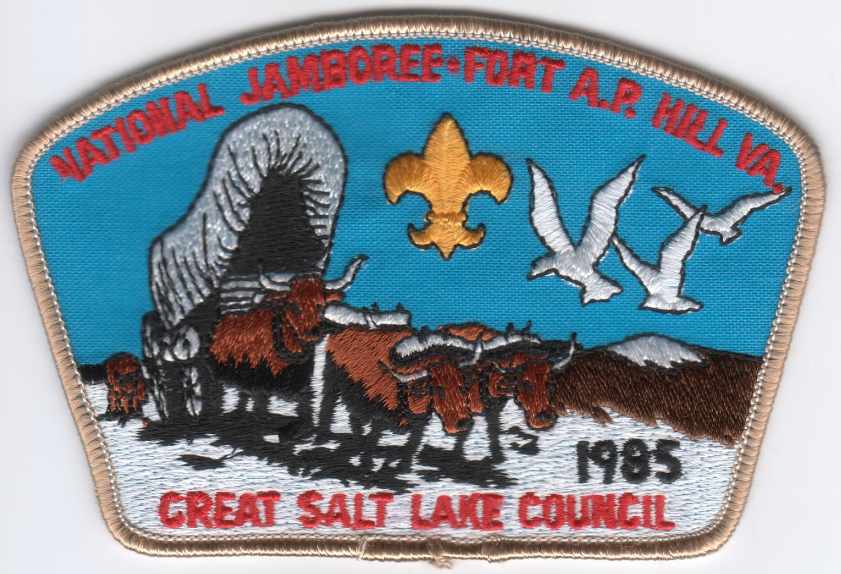 NATIONAL JAMBOREE • FORT A.P. HILL VA.
1985
GREAT SALT LAKE COUNCIL